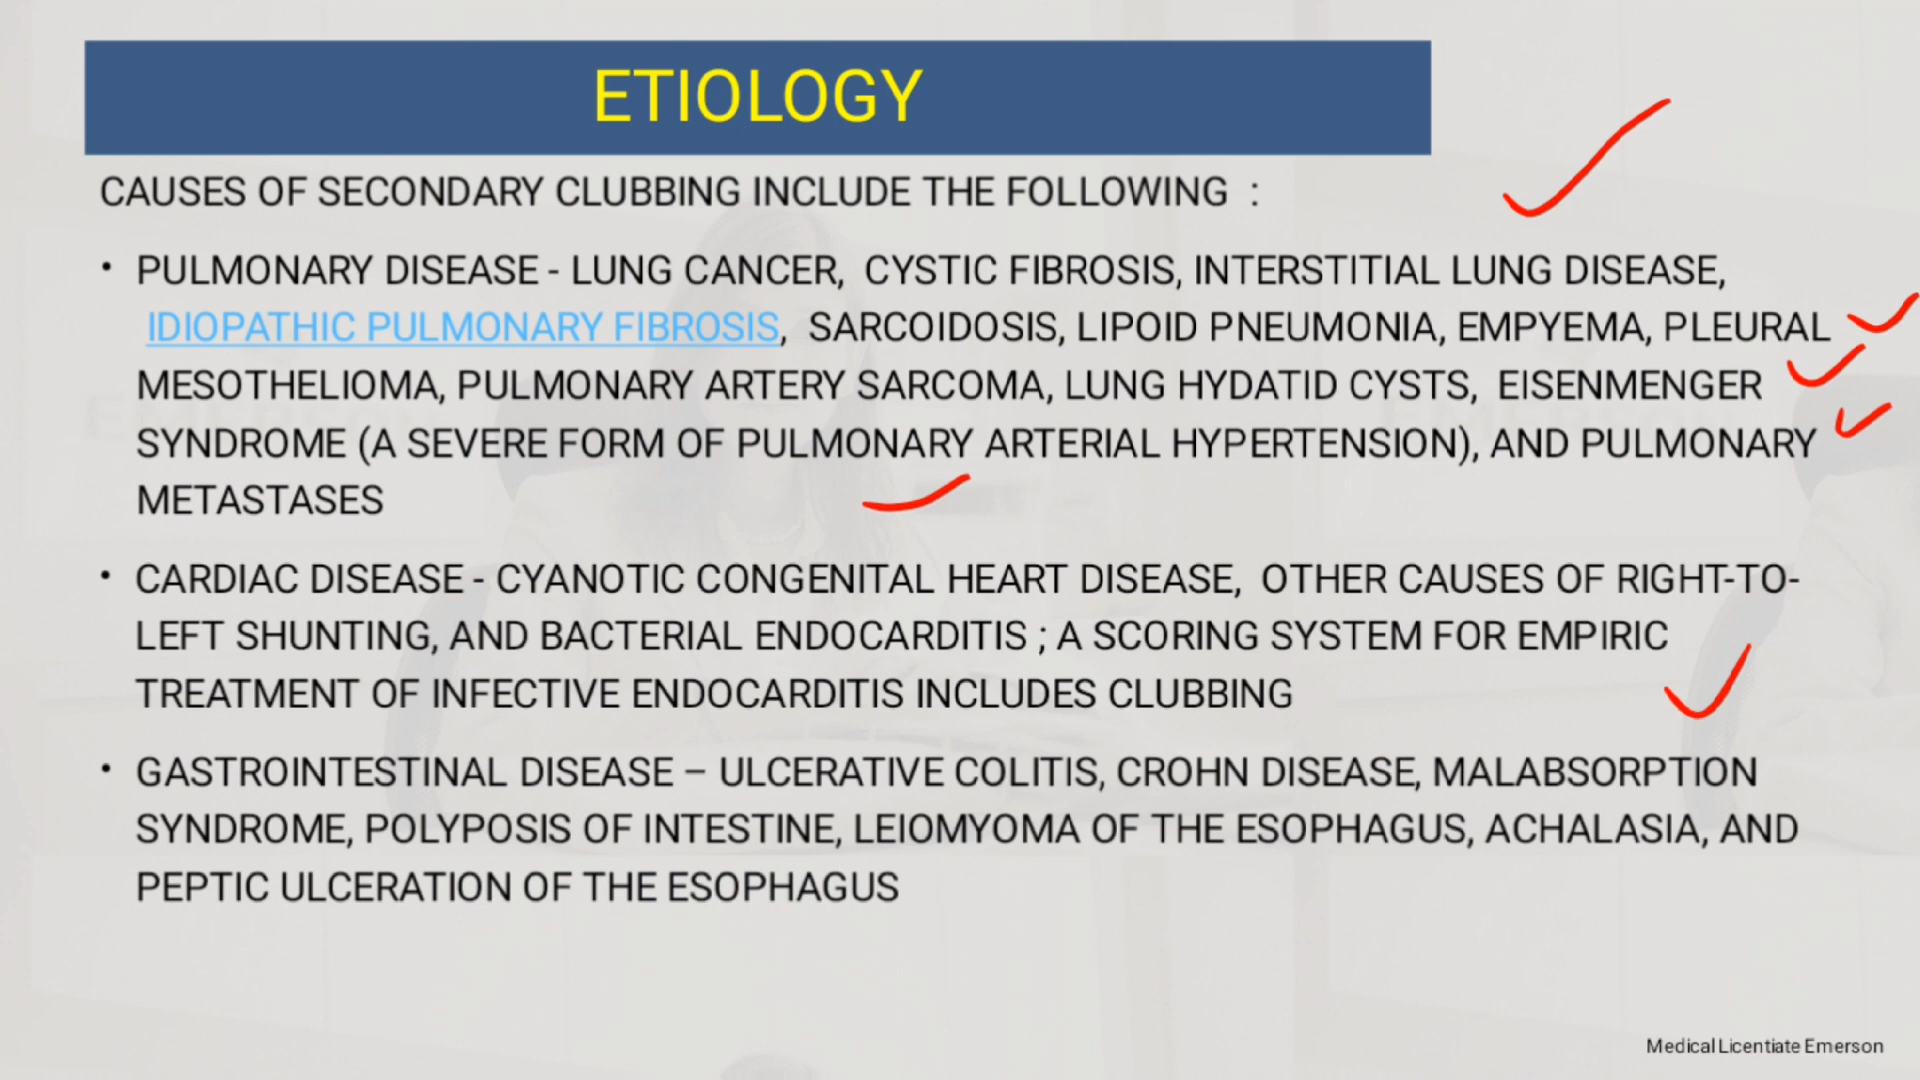 ETIOLOGY
CAUSES OF SECONDARY CLUBBING INCLUDE THE FOLLOWING :
• PULMONARY DISEASE - LUNG CANCER, CYSTIC FIBROSIS, INTERSTITIAL LUNG DISEASE,
IDIOPATHIC PULMONARY FIBROSIS, SARCOIDOSIS, LIPOID PNEUMONIA, EMPYEMA, PLEURAL
MESOTHELIOMA, PULMONARY ARTERY SARCOMA, LUNG HYDATID CYSTS, EISENMENGER
SYNDROME (A SEVERE FORM OF PULMONARY ARTERIAL HYPERTENSION), AND PULMONARY
METASTASES
• CARDIAC DISEASE - CYANOTIC CONGENITAL HEART DISEASE, OTHER CAUSES OF RIGHT-TO-
LEFT SHUNTING, AND BACTERIAL ENDOCARDITIS ; A SCORING SYSTEM FOR EMPIRIC
TREATMENT OF INFECTIVE ENDOCARDITIS INCLUDES CLUBBING
• GASTROINTESTINAL DISEASE – ULCERATIVE COLITIS, CROHN DISEASE, MALABSORPTION
SYNDROME, POLYPOSIS OF INTESTINE, LEIOMYOMA OF THE ESOPHAGUS, ACHALASIA, AND
PEPTIC ULCERATION OF THE ESOPHAGUS
Medical Licentiate Emerson